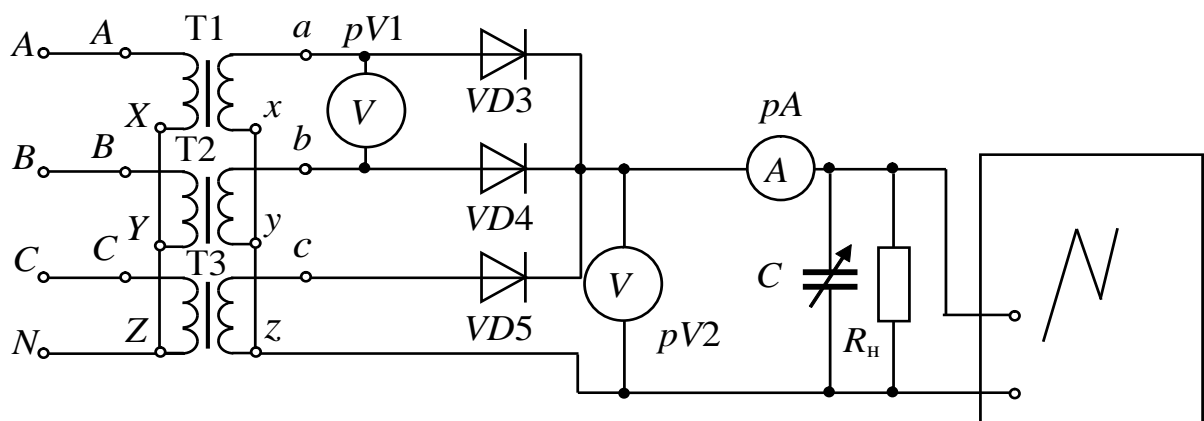 A A T1 a pV1
V
VD3
X x
pA
T2
B B b
A
VD4
Y y
T3
C C c
V
C
VD5
N Z z
pV2
Rн